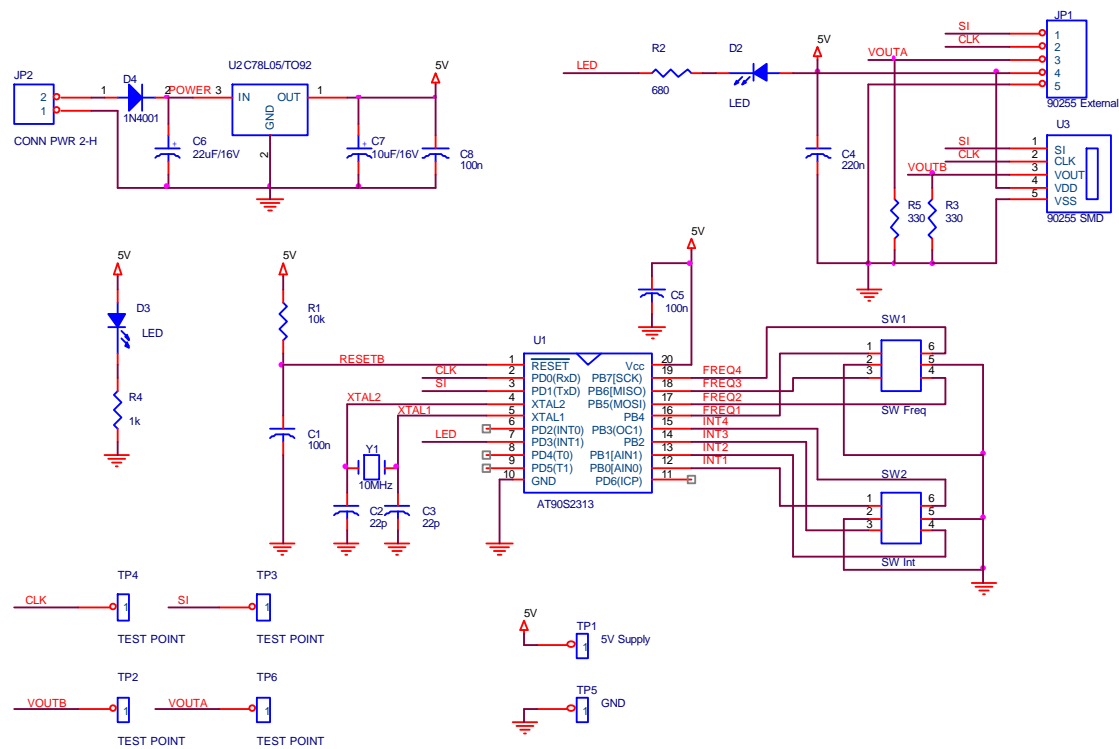 JP2
2
1
CONN PWR 2-H
1
D4
1N4001
2
POWER
3
U2 C78L05/TO92
IN
OUT
GND
1
2
5V
C6
22uF/16V
+
C7
10uF/16V
+
C8
100n
LED
R2
680
D2
LED
5V
C4
220n
JP1
SI
CLK
VOUTA
1
2
3
4
5
90255 External
U3
SI
CLK
VOUTB
1
2
3
4
5
SI
CLK
VOUT
VDD
VSS
90255 SMD
R5
330
R3
330
5V
D3
LED
R4
1k
5V
R1
10k
RESETB
C1
100n
CLK
SI
XTAL2
XTAL1
LED
Y1
10MHz
C2
22p
C3
22p
5V
C5
100n
U1
1
2
3
4
5
6
7
8
9
10
RESET
PD0(RxD)
PD1(TxD)
XTAL2
XTAL1
PD2(INT0)
PD3(INT1)
PD4(T0)
PD5(T1)
GND
Vcc
PB7[SCK]
PB6[MISO]
PB5(MOSI]
PB4
PB3(OC1)
PB2
PB1[AIN1)
PB0[AIN0)
PD6(ICP)
20
19
18
17
16
15
14
13
12
11
AT90S2313
FREQ4
FREQ3
FREQ2
FREQ1
INT4
INT3
INT2
INT1
SW1
1
2
3
6
5
4
SW Freq
SW2
1
2
3
6
5
4
SW Int
CLK
TP4
1
TEST POINT
SI
TP3
1
TEST POINT
5V
TP1
1
5V Supply
VOUTB
TP2
1
TEST POINT
VOUTA
TP6
1
TEST POINT
TP5
1
GND